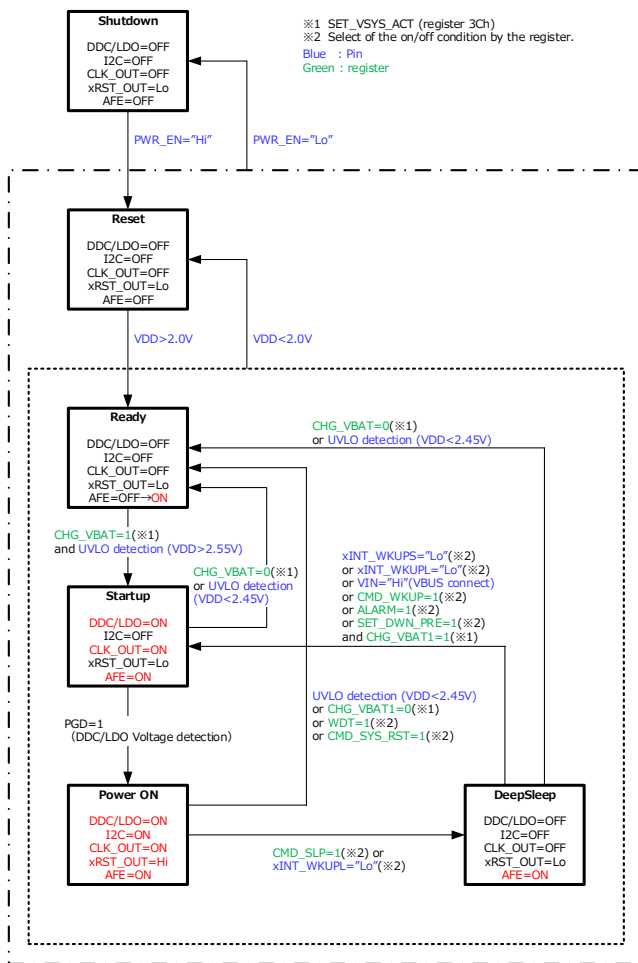 Shutdown
DDC/LDO=OFF
I2C=OFF
CLK_OUT=OFF
xRST_OUT=Lo
AFE=OFF
※1 SET_VSYS_ACT (register 3Ch)
※2 Select of the on/off condition by the register.
Blue : Pin
Green : register
PWR_EN="Hi"
PWR_EN="Lo"
Reset
DDC/LDO=OFF
I2C=OFF
CLK_OUT=OFF
xRST_OUT=Lo
AFE=OFF
VDD>2.0V
VDD<2.0V
Ready
DDC/LDO=OFF
I2C=OFF
CLK_OUT=OFF
xRST_OUT=Lo
AFE=OFF→ON
CHG_VBAT=0(※1)
or UVLO detection (VDD<2.45V)
CHG_VBAT=1(※1)
and UVLO detection (VDD>2.55V)
CHG_VBAT=0(※1)
or UVLO detection
(VDD<2.45V)
xINT_WKUPS="Lo"(※2)
or xINT_WKUPL="Lo"(※2)
or VIN="Hi"(VBUS connect)
or CMD_WKUP=1(※2)
or ALARM=1(※2)
or SET_DWN_PRE=1(※2)
and CHG_VBAT1=1(※1)
Startup
DDC/LDO=ON
I2C=OFF
CLK_OUT=ON
xRST_OUT=Lo
AFE=ON
PGD=1
(DDC/LDO Voltage detection)
UVLO detection (VDD<2.45V)
or CHG_VBAT1=0(※1)
or WDT=1(※2)
or CMD_SYS_RST=1(※2)
Power ON
DDC/LDO=ON
I2C=ON
CLK_OUT=ON
xRST_OUT=Hi
AFE=ON
CMD_SLP=1(※2) or
xINT_WKUPL="Lo"(※2)
DeepSleep
DDC/LDO=OFF
I2C=OFF
CLK_OUT=OFF
xRST_OUT=Lo
AFE=ON